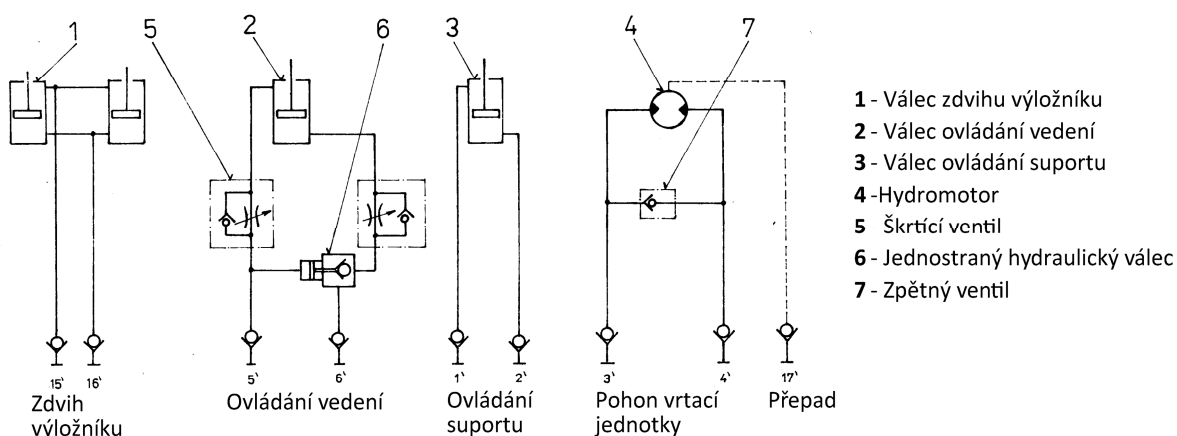 1 5 2 6 3 4 7
1 - Válec zdvihu výložníku
2 - Válec ovládání vedení
3 - Válec ovládání suportu
4 -Hydromotor
5 Škrtící ventil
6 - Jednostraný hydraulický válec
7 - Zpětný ventil
15' 16' 5' 6' 1' 2' 3' 4' 17'
Zdvih
výložníku
Ovládání vedení
Ovládání
suportu
Pohon vrtací
jednotky
Přepad